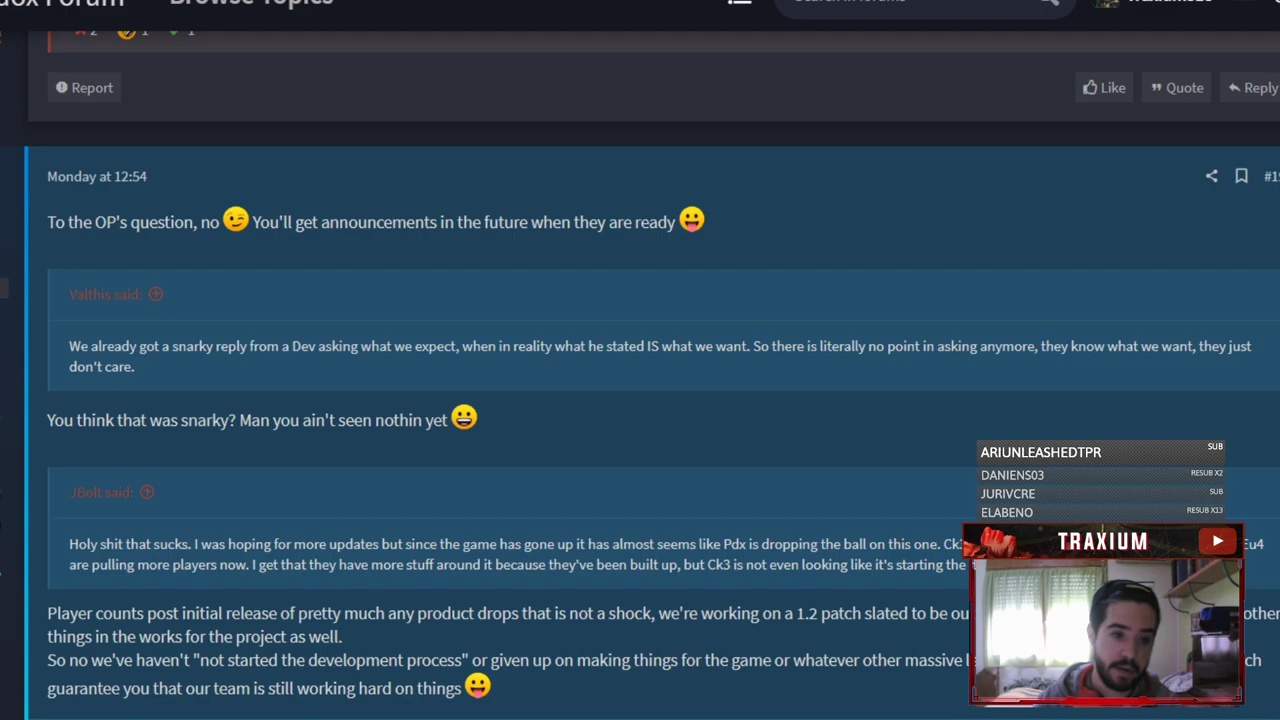 Forum
Browse Topics
Search in forums
2 1 1
Report
Like
Quote
Reply
Monday at 12:54
To the OP's question, no 😉 You'll get announcements in the future when they are ready 😛
Valthis said:
We already got a snarky reply from a Dev asking what we expect, when in reality what he stated IS what we want. So there is literally no point in asking anymore, they know what we want, they just
don't care.
You think that was snarky? Man you ain't seen nothin yet 😀
JBolt said:
Holy shit that sucks. I was hoping for more updates but since the game has gone up it has almost seems like Pdx is dropping the ball on this one. Ck3 Eu4
are pulling more players now. I get that they have more stuff around it because they've been built up, but Ck3 is not even looking like it's starting the
Player counts post initial release of pretty much any product drops that is not a shock, we're working on a 1.2 patch slated to be ou other
things in the works for the project as well.
So no we've haven't "not started the development process" or given up on making things for the game or whatever other massive
guarantee you that our team is still working hard on things 😛
ARIUNLEASHEDTPR SUB
DANIENS03 RESUB X2
JURIVCRE SUB
ELABENO RESUB X13
TRAXIUM